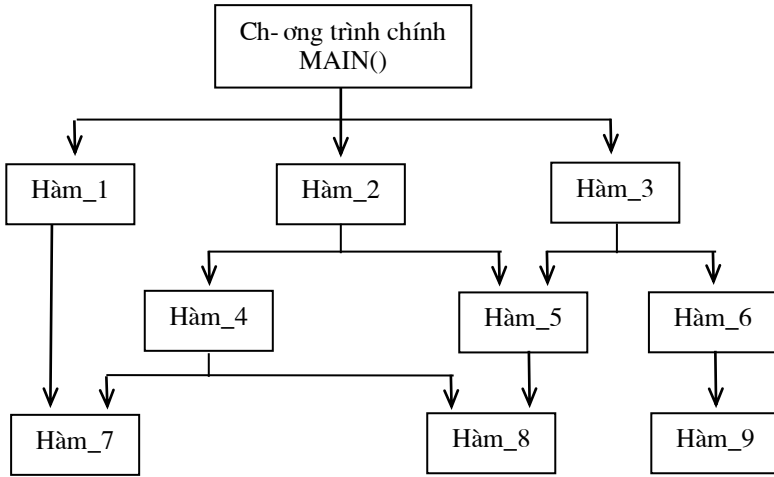 Ch- ơng trình chính
MAIN()
Hàm_1
Hàm_2
Hàm_3
Hàm_4
Hàm_5
Hàm_6
Hàm_7
Hàm_8
Hàm_9